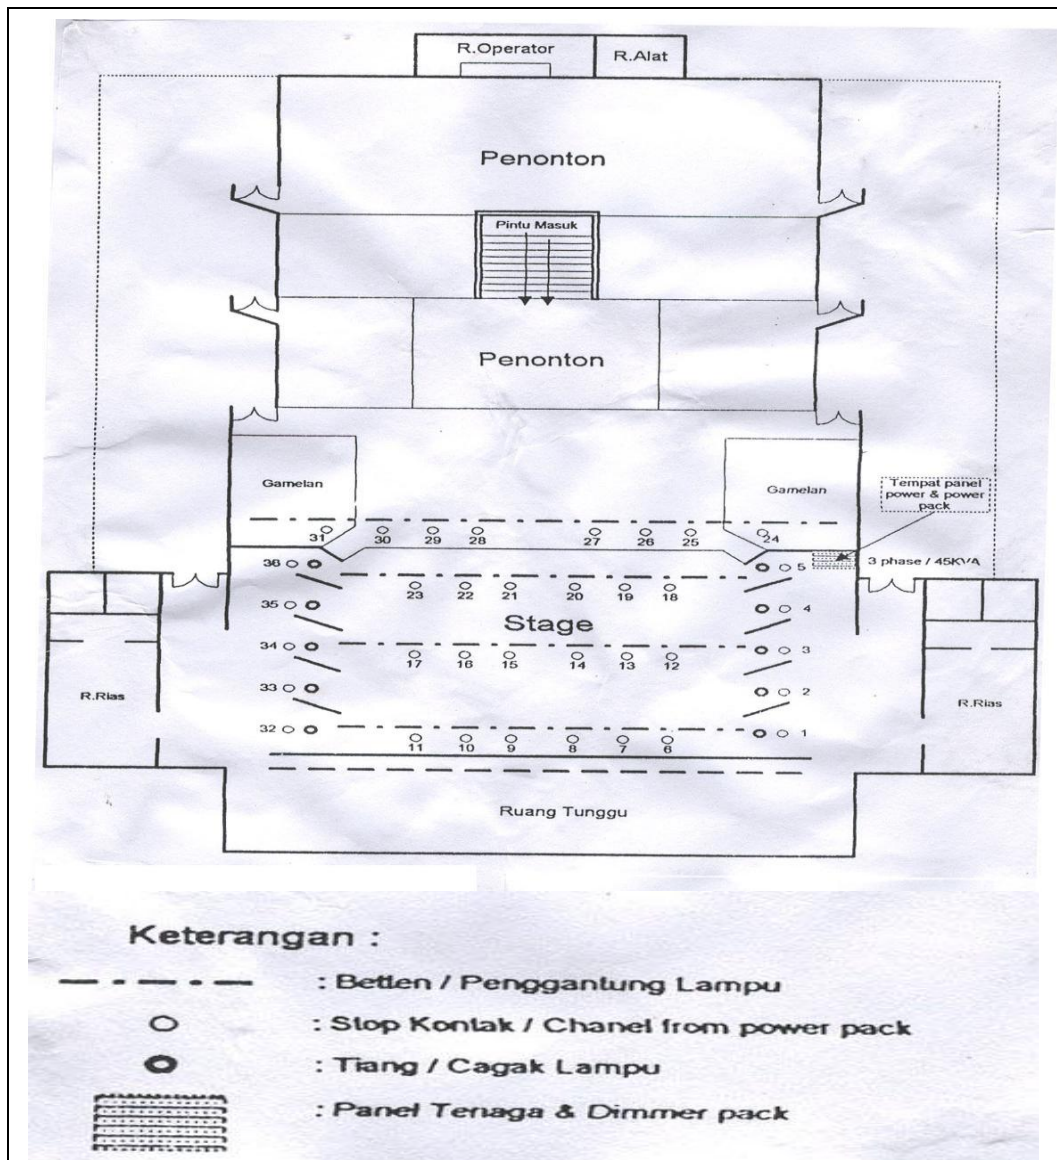 R.Operator
R.Alat
Penonton
Pintu Masuk
Penonton
Gamelan
Gamelan
Tempat panel
power & power
pack
31 30 29 28 27 26 25 24
36 5 3 phase / 45KVA
23 22 21 20 19 18
35 4
Stage
34 3
17 16 15 14 13 12
R.Rias 33 2 R.Rias
32 1
11 10 9 8 7 6
Ruang Tunggu
Keterangan :
: Betlen / Penggantung Lampu
: Stop Kontak / Chanel from power pack
: Tiang / Cagak Lampu
: Panel Tenaga & Dimmer pack